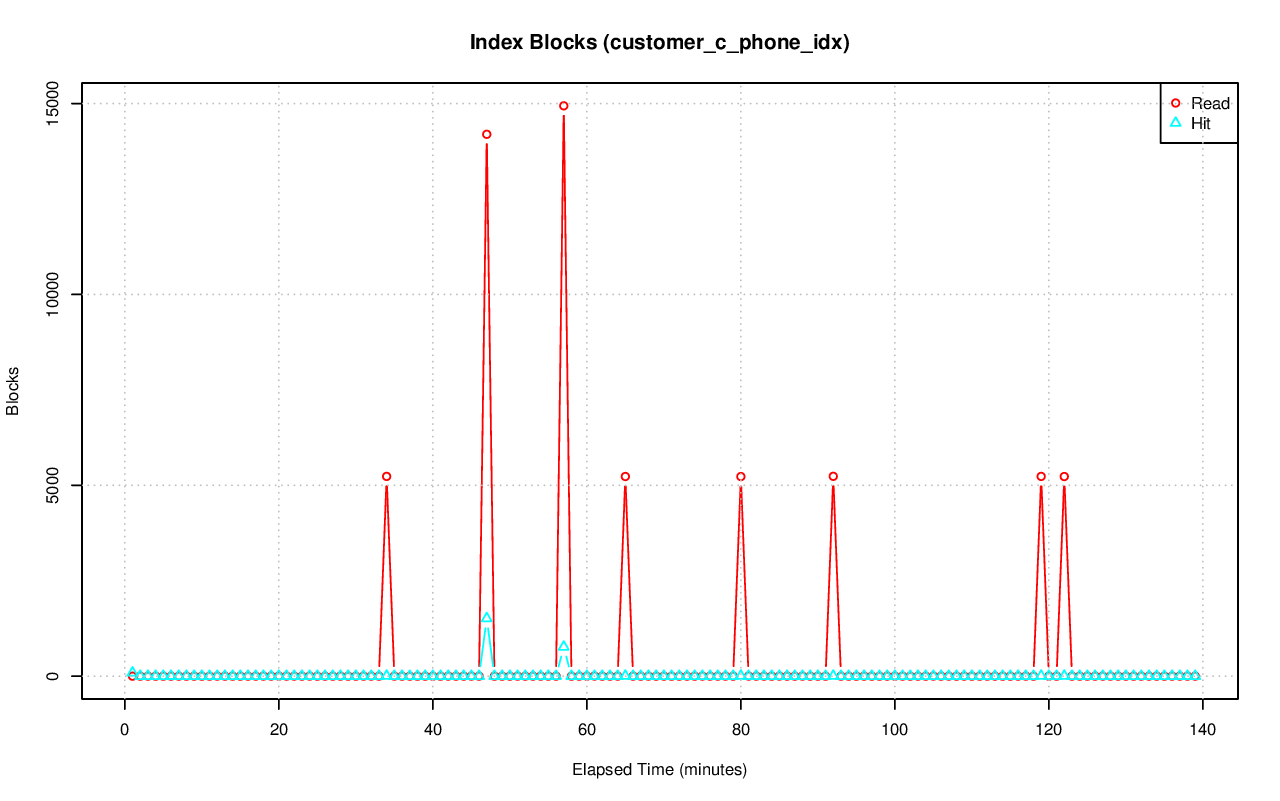 Index Blocks (customer_c_phone_idx)
Read
Hit
15000
10000
5000
0
Blocks
0 20 40 60 80 100 120 140
Elapsed Time (minutes)